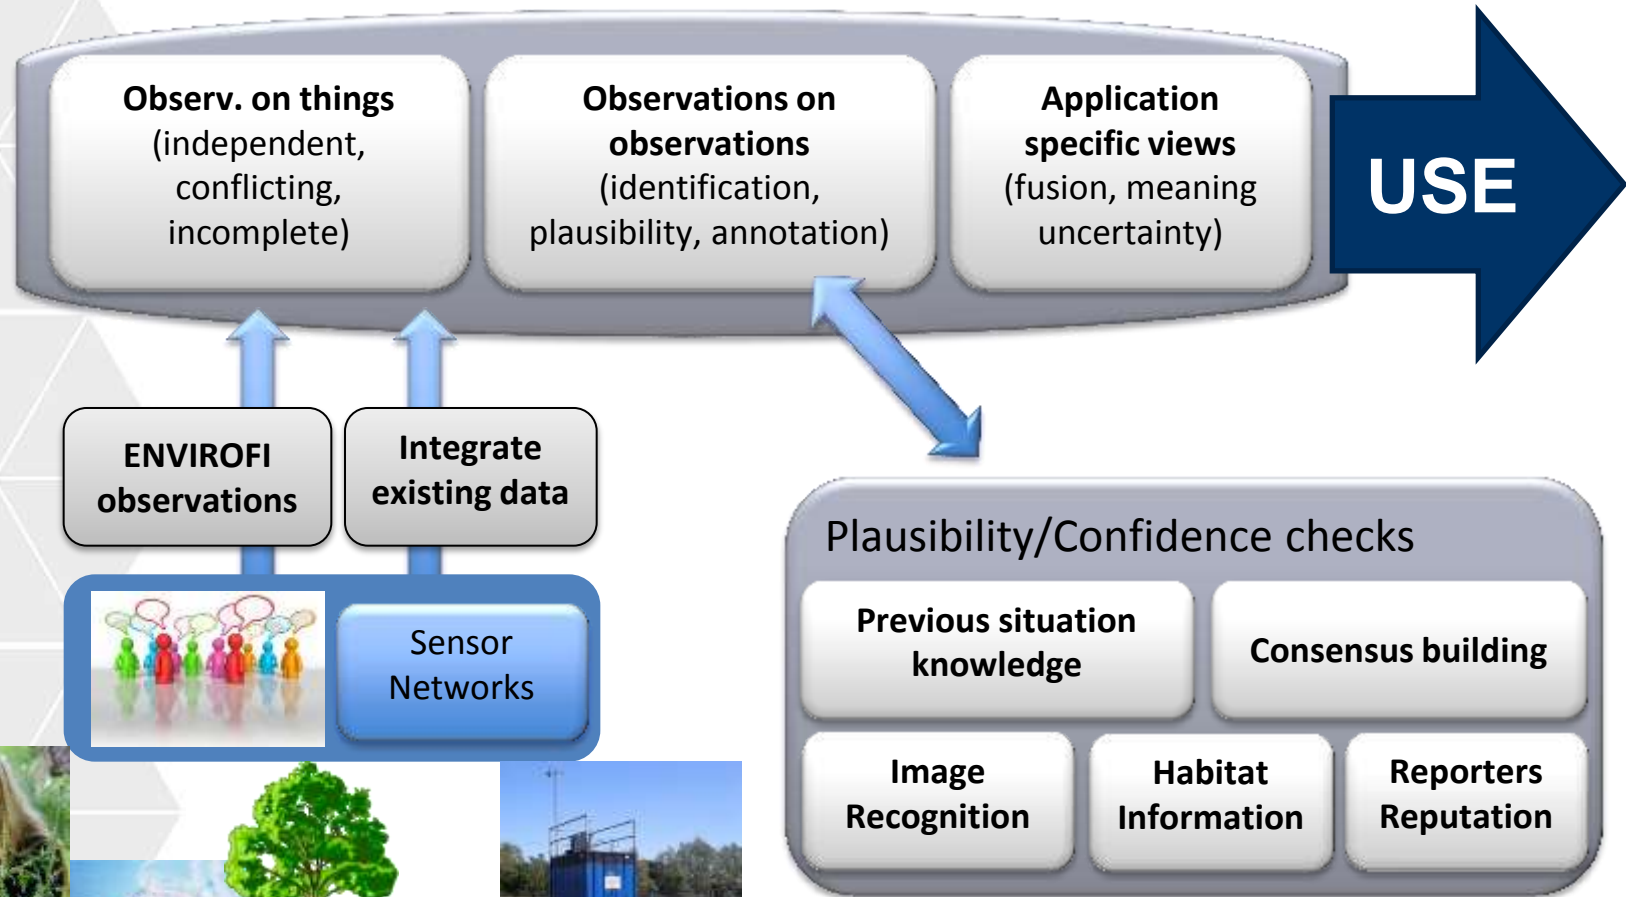 Observ. on things
(independent,
conflicting,
incomplete)
Observations on
observations
(identification,
plausibility, annotation)
Application
specific views
(fusion, meaning
uncertainty)
USE
ENVIROFI
observations
Integrate
existing data
Sensor
Networks
Plausibility/Confidence checks
Previous situation
knowledge
Consensus building
Image
Recognition
Habitat
Information
Reporters
Reputation